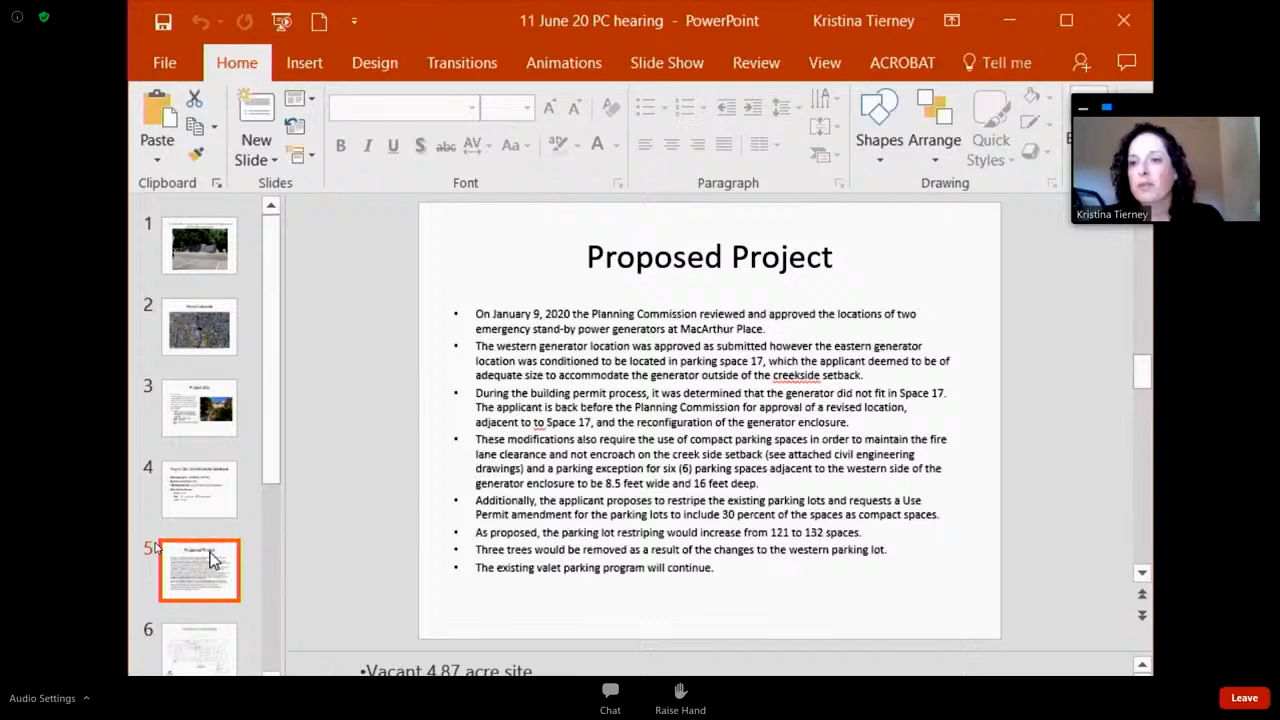 11 June 20 PC hearing - PowerPoint
Kristina Tierney
File
Home
Insert
Design
Transitions
Animations
Slide Show
Review
View
ACROBAT
Tell me
Paste
New
Slide
Shapes
Arrange
Quick
Styles
Clipboard
Slides
Font
Paragraph
Drawing
Kristina Tierney
1
2
3
4
5
6
Proposed Project
• On January 9, 2020 the Planning Commission reviewed and approved the locations of two
emergency stand-by power generators at MacArthur Place.
• The western generator location was approved as submitted however the eastern generator
location was conditioned to be located in parking space 17, which the applicant deemed to be of
adequate size to accommodate the generator outside of the creekside setback.
• During the building permit process, it was determined that the generator did not fit in Space 17.
The applicant is back before the Planning Commission for approval of a revised location,
adjacent to to Space 17, and the reconfiguration of the generator enclosure.
• These modifications also require the use of compact parking spaces in order to maintain the fire
lane clearance and not encroach on the creek side setback (see attached civil engineering
drawings) and a parking exception for six (6) parking spaces adjacent to the western side of the
generator enclosure to be 8.5 feet wide and 16 feet deep.
Additionally, the applicant proposes to restripe the existing parking lots and requests a Use
Permit amendment for the parking lots to include 30 percent of the spaces as compact spaces.
• As proposed, the parking lot restriping would increase from 121 to 132 spaces.
• Three trees would be removed as a result of the changes to the western parking lot.
• The existing valet parking program will continue.
•Vacant 4.87 acre site
Audio Settings
Chat
Raise Hand
Leave